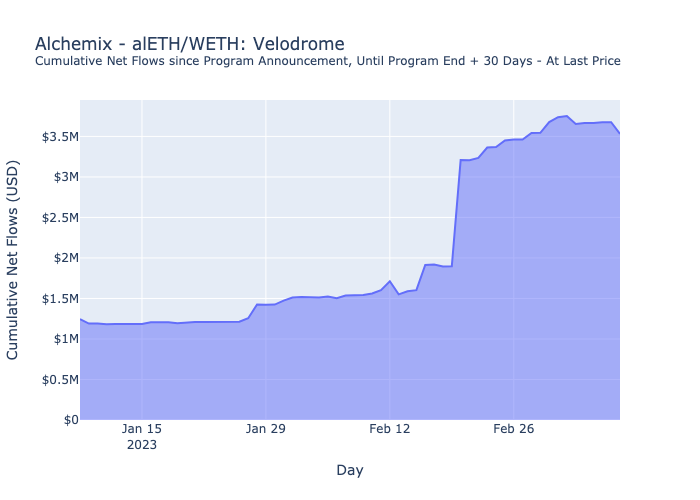 Alchemix - alETH/WETH: Velodrome
Cumulative Net Flows since Program Announcement, Until Program End + 30 Days - At Last Price
Cumulative Net Flows (USD)
$3.5M
$3M
$2.5M
$2M
$1.5M
$1M
$0.5M
$0
Jan 15 Jan 29 Feb 12 Feb 26
2023
Day